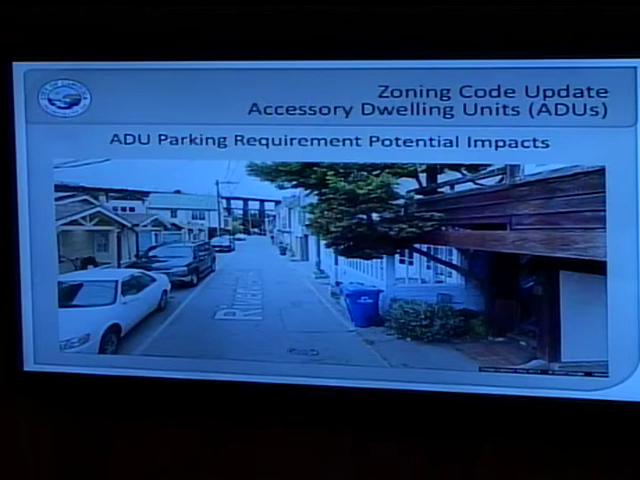 Zoning Code Update
Accessory Dwelling Units (ADUs)
ADU Parking Requirement Potential Impacts